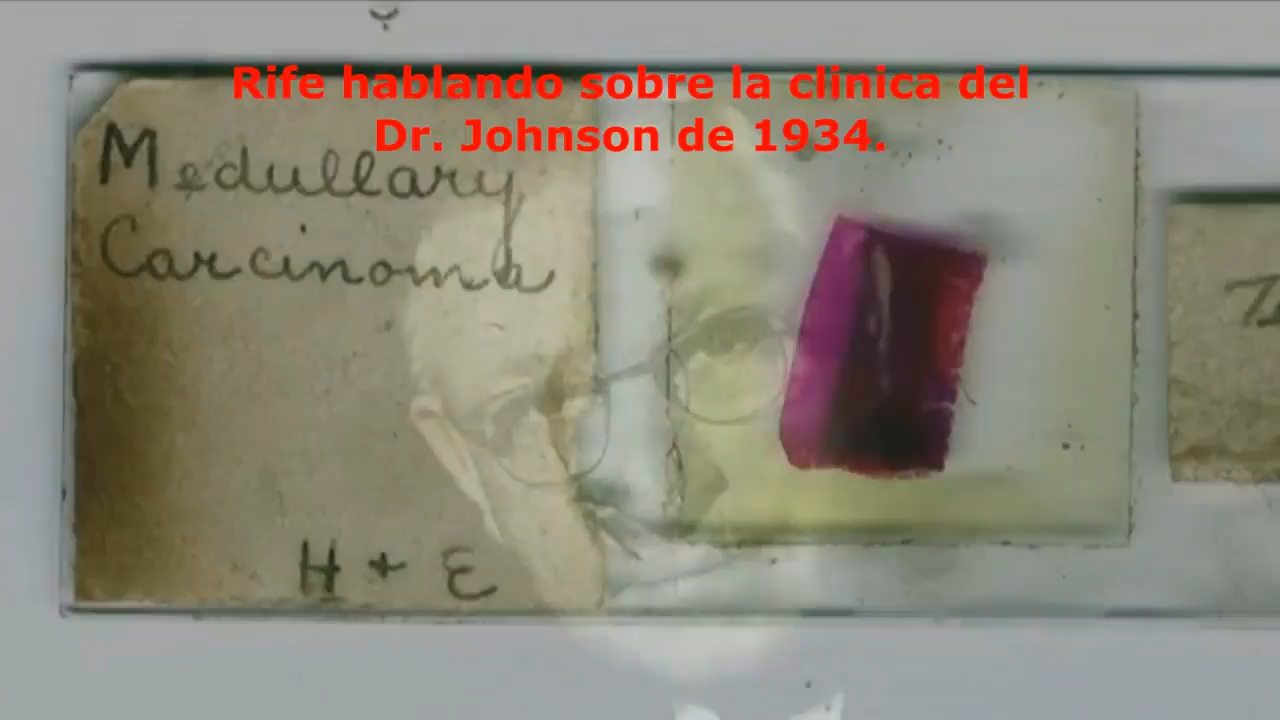 Rife hablando sobre la clinica del
Dr. Johnson de 1934.
Medullary
Carcinoma
H + E